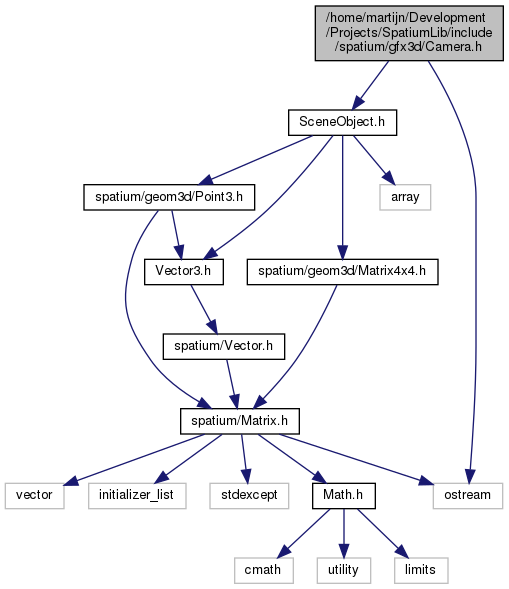 /home/martijn/Development
/Projects/SpatiumLib/include
/spatium/gfx3d/Camera.h
SceneObject.h
spatium/geom3d/Point3.h
array
Vector3.h
spatium/geom3d/Matrix4x4.h
spatium/Vector.h
spatium/Matrix.h
vector
initializer_list
stdexcept
Math.h
ostream
cmath
utility
limits